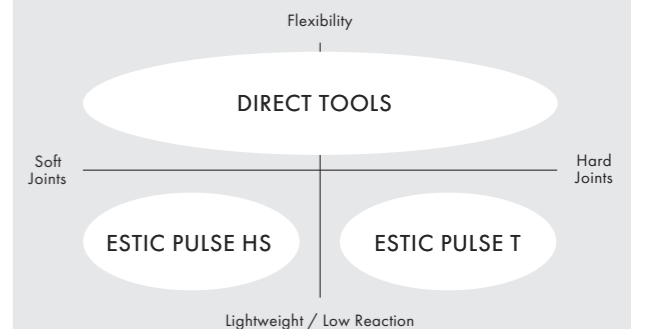 Flexibility
DIRECT TOOLS
Soft
Joints
Hard
Joints
ESTIC PULSE HS
ESTIC PULSE T
Lightweight / Low Reaction